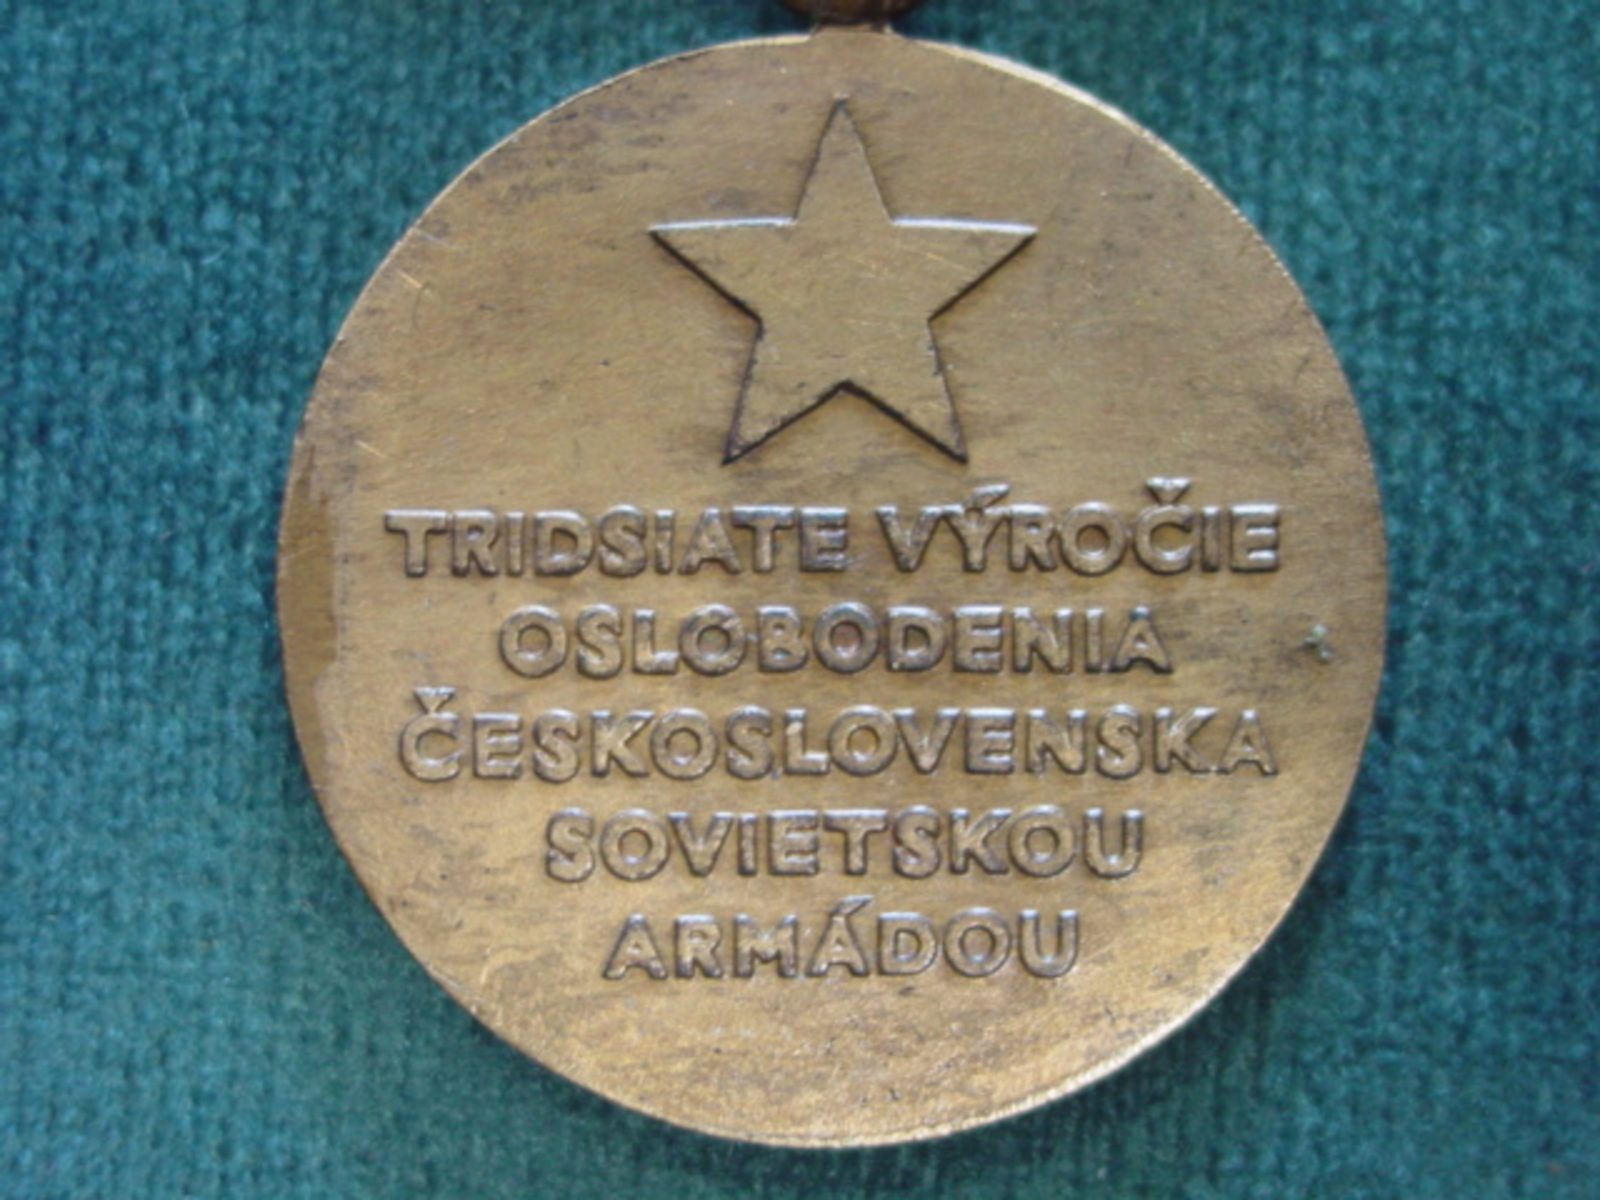 TRIDSIATE VÝROČIE
OSLOBODENIA
ČESKOSLOVENSKA
SOVIETSKOU
ARMÁDOU